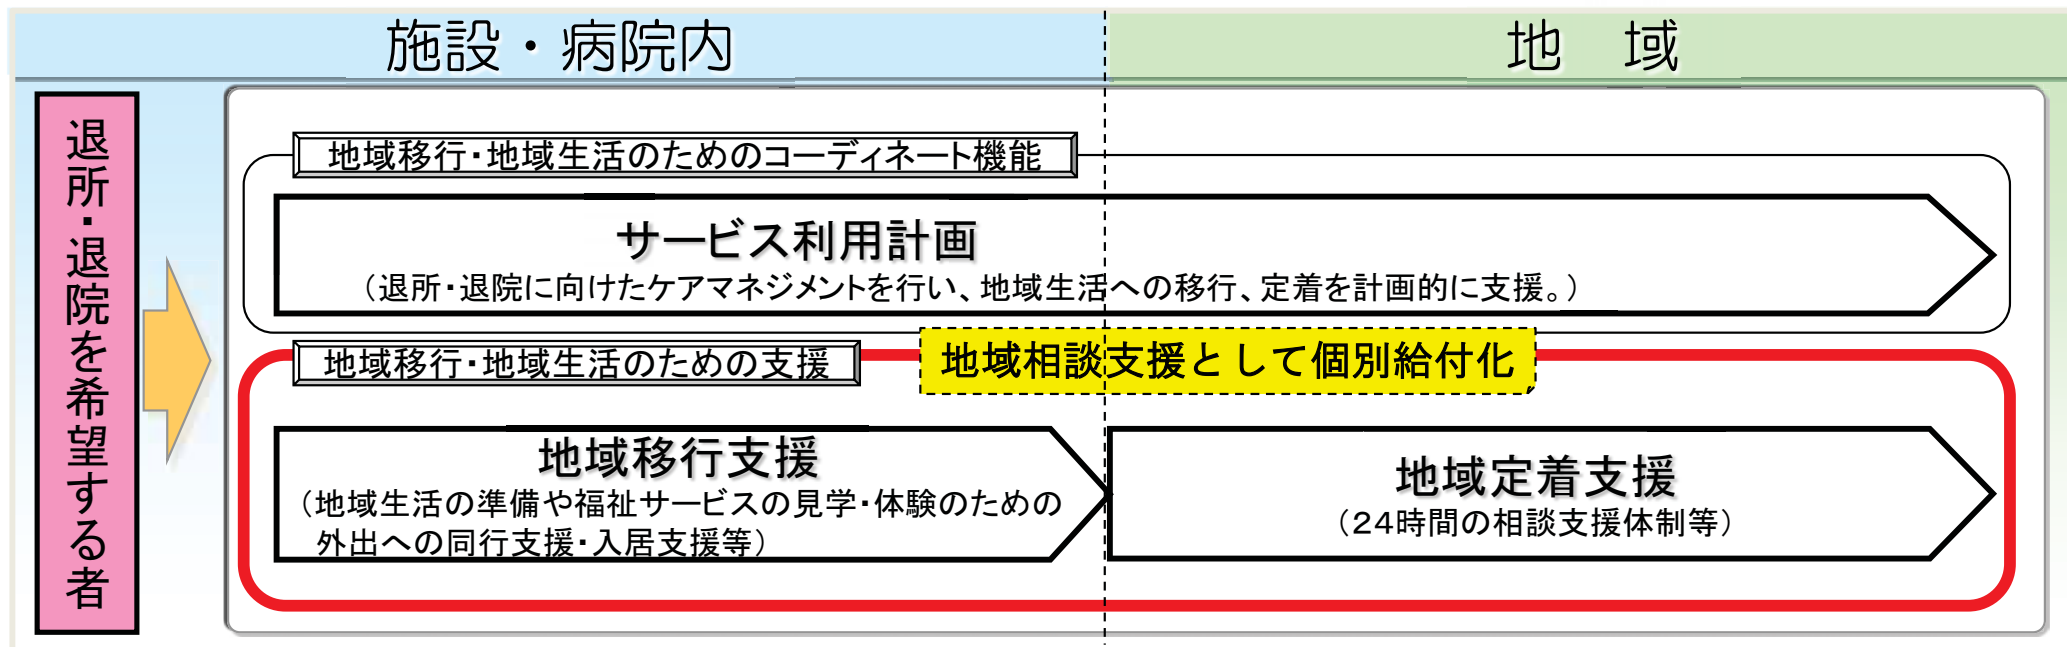 施設・病院内
地　域
退所・退院を希望する者
地域移行・地域生活のためのコーディネート機能
サービス利用計画
（退所・退院に向けたケアマネジメントを行い、地域生活への移行、定着を計画的に支援。）
地域移行・地域生活のための支援
地域相談支援として個別給付化
地域移行支援
（地域生活の準備や福祉サービスの見学・体験のための
外出への同行支援・入居支援等）
地域定着支援
（２４時間の相談支援体制等）